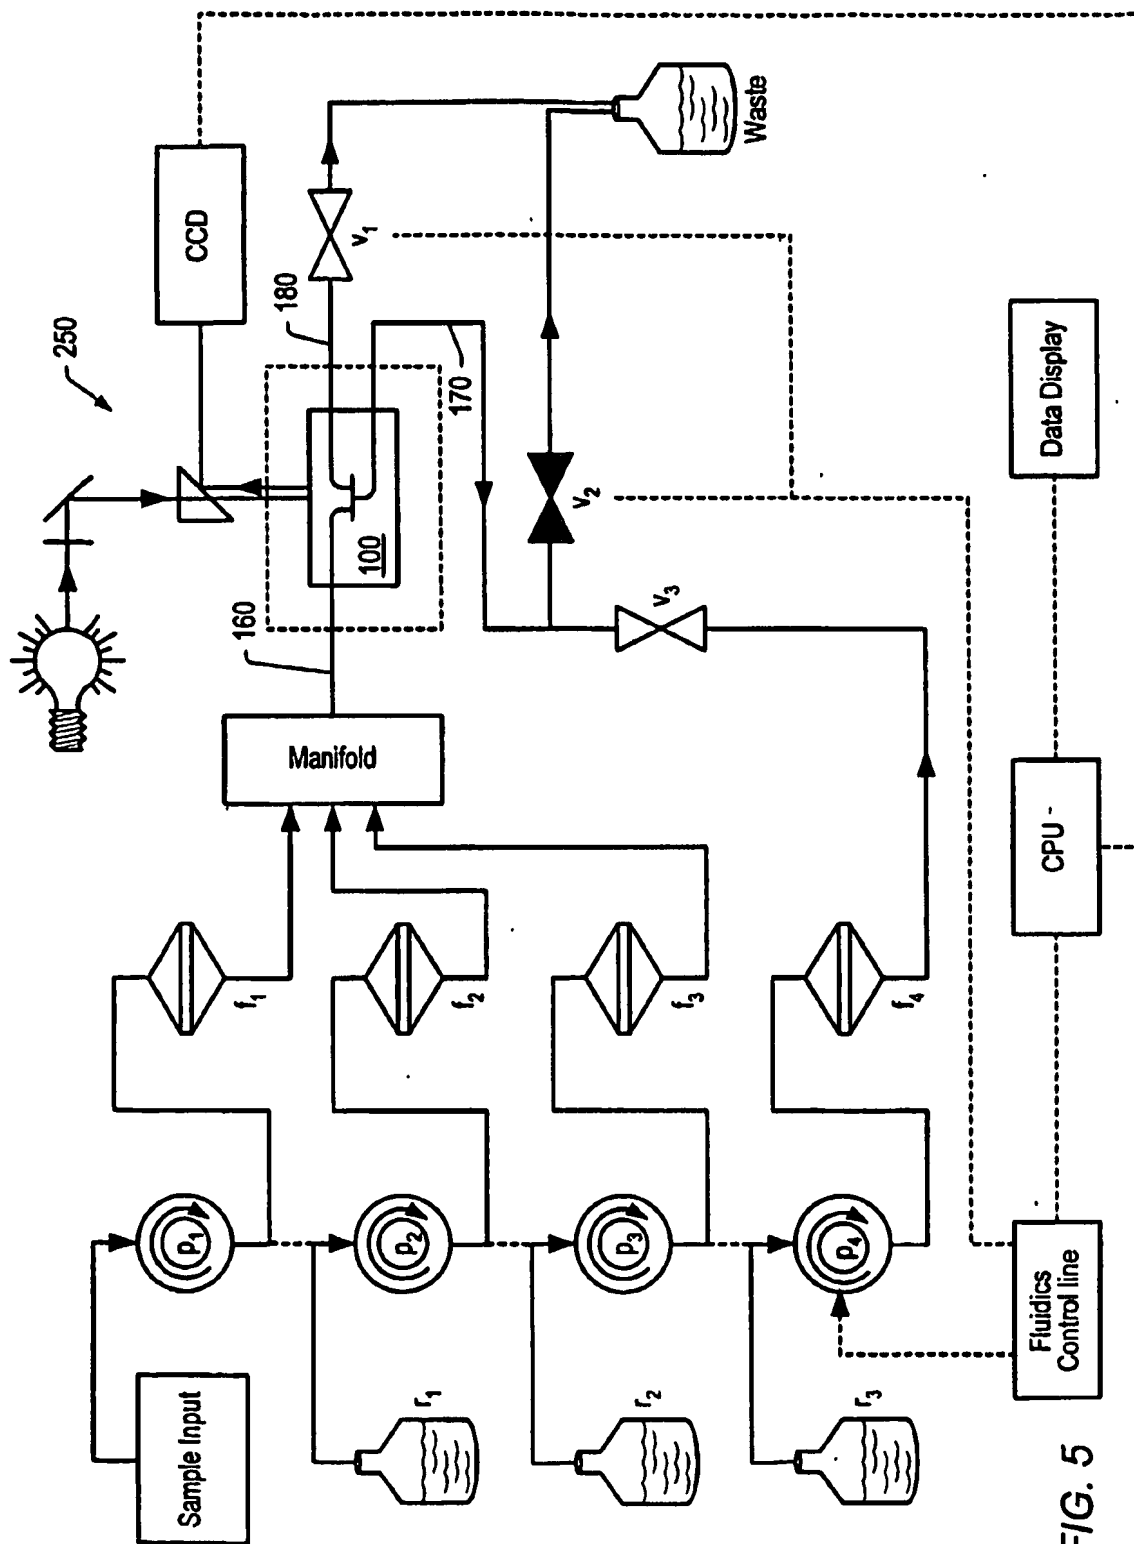 250
CCD
180
v1
Waste
100
170
160
v2
v3
Manifold
Data Display
CPU -
f1
f2
f3
f4
p1
p2
p3
p4
Fluidics
Control line
Sample Input
r1
r2
r3
FIG. 5